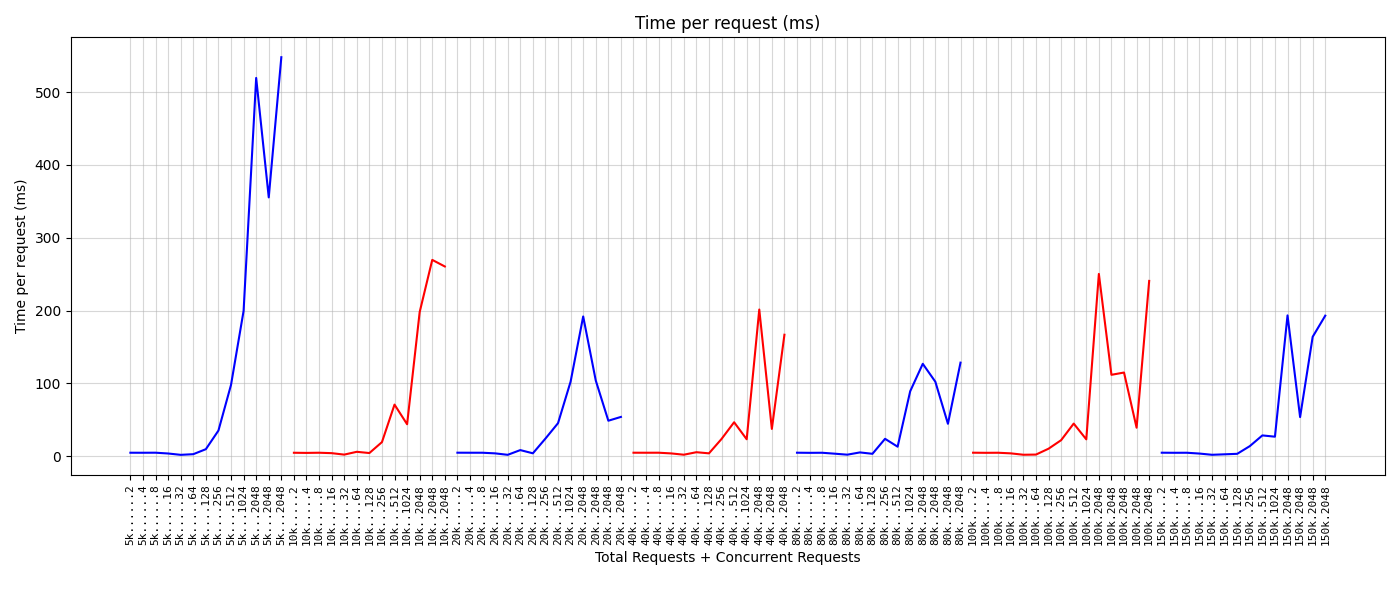 Time per request (ms)
Time per request (ms)
500
400
300
200
100
0
5k......2
5k......4
5k......8
5k.....16
5k.....32
5k.....64
5k....128
5k....256
5k....512
5k...1024
5k...2048
5k...2048
5k...2048
10k.....2
10k.....4
10k.....8
10k....16
10k....32
10k....64
10k...128
10k...256
10k...512
10k..1024
10k..2048
10k..2048
10k..2048
20k.....2
20k.....4
20k.....8
20k....16
20k....32
20k....64
20k...128
20k...256
20k...512
20k..1024
20k..2048
20k..2048
20k..2048
20k..2048
40k.....2
40k.....4
40k.....8
40k....16
40k....32
40k....64
40k...128
40k...256
40k...512
40k..1024
40k..2048
40k..2048
40k..2048
80k.....2
80k.....4
80k.....8
80k....16
80k....32
80k....64
80k...128
80k...256
80k...512
80k..1024
80k..2048
80k..2048
80k..2048
80k..2048
100k....2
100k....4
100k....8
100k...16
100k...32
100k...64
100k..128
100k..256
100k..512
100k.1024
100k.2048
100k.2048
100k.2048
100k.2048
100k.2048
150k....2
150k....4
150k....8
150k...16
150k...32
150k...64
150k..128
150k..256
150k..512
150k.1024
150k.2048
150k.2048
150k.2048
150k.2048
Total Requests + Concurrent Requests